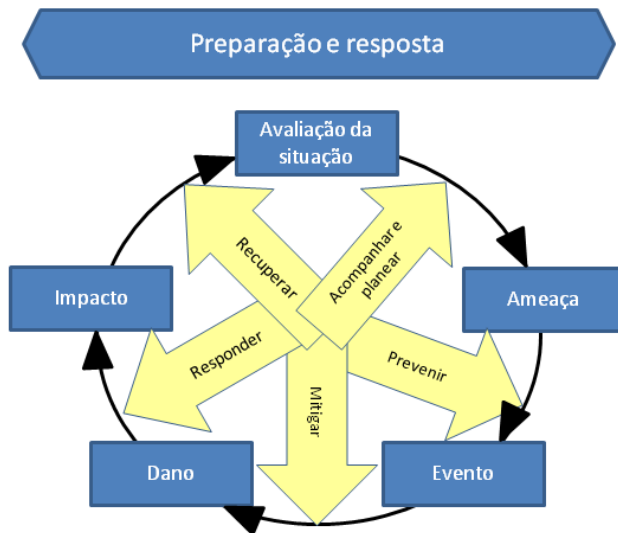 Preparação e resposta
Avaliação da
situação
Recuperar
Acompanhar e
planear
Impacto
Ameaça
Responder
Prevenir
Mitigar
Dano
Evento